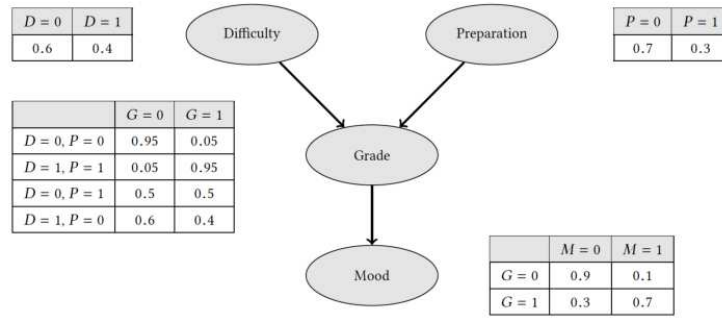 D = 0 D = 1
0.6 0.4
Difficulty
Preparation
P = 0 P = 1
0.7 0.3
G = 0 G = 1
D = 0, P = 0 0.95 0.05
D = 1, P = 1 0.05 0.95
D = 0, P = 1 0.5 0.5
D = 1, P = 0 0.6 0.4
Grade
Mood
M = 0 M = 1
G = 0 0.9 0.1
G = 1 0.3 0.7